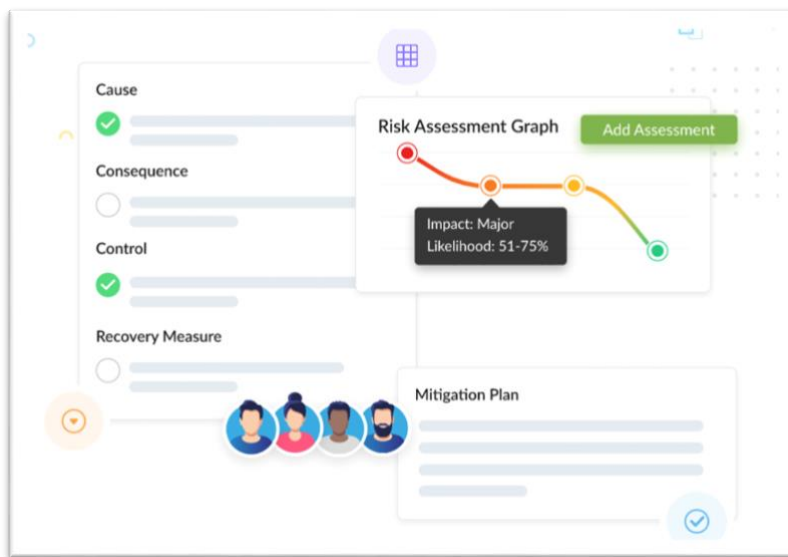 Cause
Consequence
Control
Recovery Measure
Risk Assessment Graph
Add Assessment
Impact: Major
Likelihood: 51-75%
Mitigation Plan